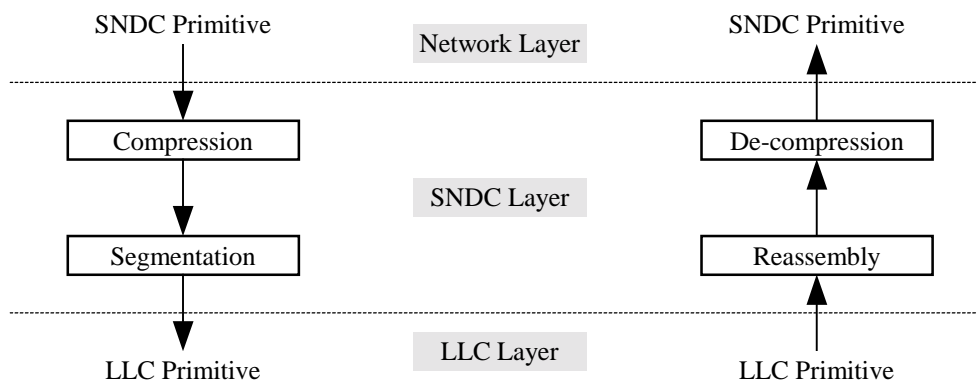 SNDC Primitive
Network Layer
SNDC Primitive
Compression
De-compression
SNDC Layer
Segmentation
Reassembly
LLC Layer
LLC Primitive
LLC Primitive